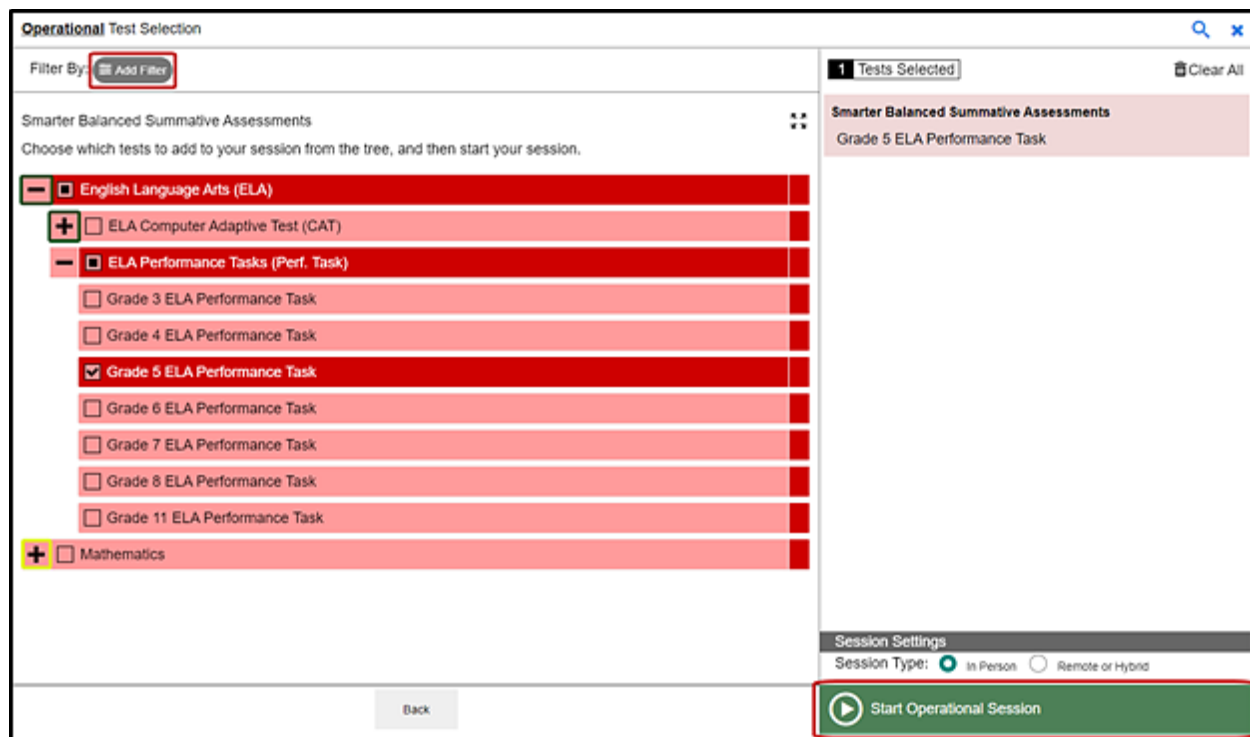 Operational Test Selection
Filter By: Add Filter
1 Tests Selected
Clear All
Smarter Balanced Summative Assessments
Choose which tests to add to your session from the tree, and then start your session.
English Language Arts (ELA)
ELA Computer Adaptive Test (CAT)
ELA Performance Tasks (Perf. Task)
Grade 3 ELA Performance Task
Grade 4 ELA Performance Task
Grade 5 ELA Performance Task
Grade 6 ELA Performance Task
Grade 7 ELA Performance Task
Grade 8 ELA Performance Task
Grade 11 ELA Performance Task
Mathematics
Back
Smarter Balanced Summative Assessments
Grade 5 ELA Performance Task
Session Settings
Session Type: In Person Remote or Hybrid
Start Operational Session